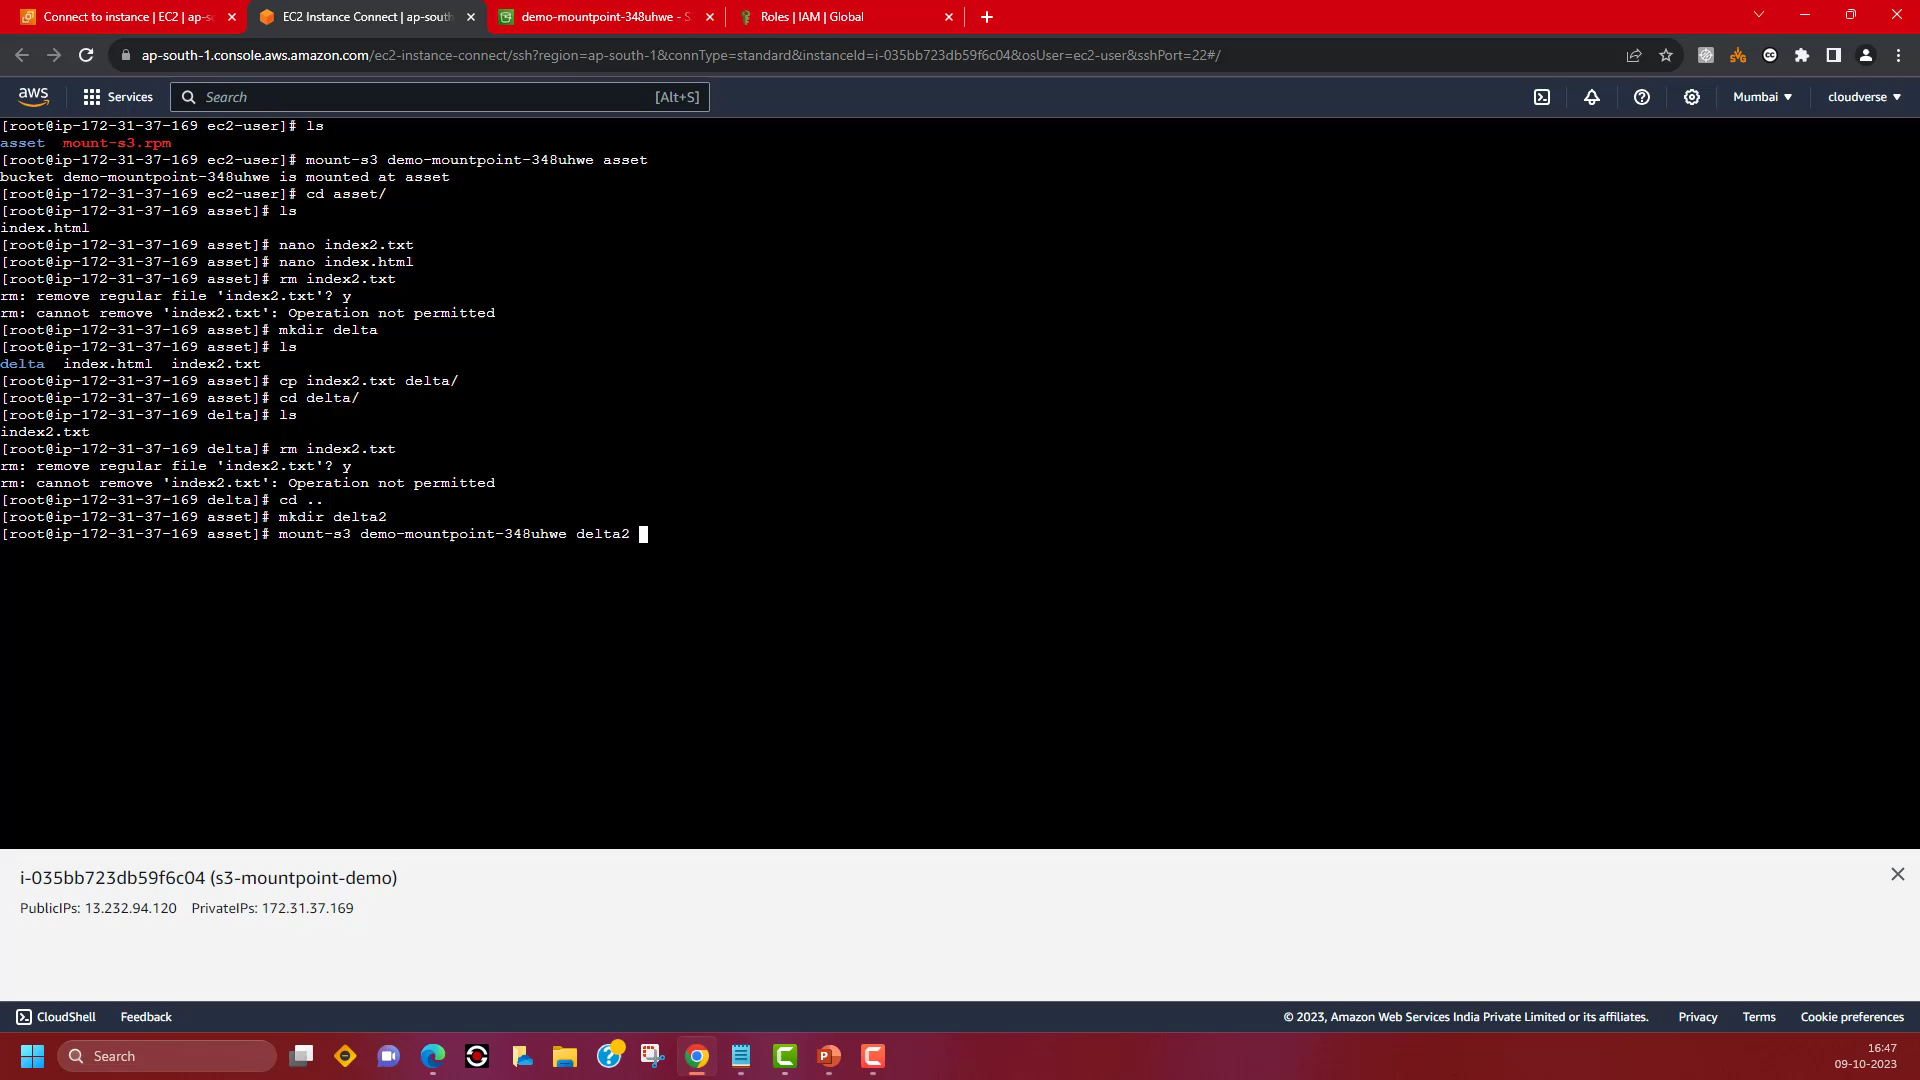 Connect to instance | EC2 | ap-s
EC2 Instance Connect | ap-south
demo-mountpoint-348uhwe - S
Roles | IAM | Global
ap-south-1.console.aws.amazon.com/ec2-instance-connect/ssh?region=ap-south-1&connType=standard&instanceId=i-035bb723db59f6c04&osUser=ec2-user&sshPort=22#/
aws Services Search [Alt+S] Mumbai cloudverse
[root@ip-172-31-37-169 ec2-user]# ls
asset mount-s3.rpm
[root@ip-172-31-37-169 ec2-user]# mount-s3 demo-mountpoint-348uhwe asset
bucket demo-mountpoint-348uhwe is mounted at asset
[root@ip-172-31-37-169 ec2-user]# cd asset/
[root@ip-172-31-37-169 asset]# ls
index.html
[root@ip-172-31-37-169 asset]# nano index2.txt
[root@ip-172-31-37-169 asset]# nano index.html
[root@ip-172-31-37-169 asset]# rm index2.txt
rm: remove regular file 'index2.txt'? y
rm: cannot remove 'index2.txt': Operation not permitted
[root@ip-172-31-37-169 asset]# mkdir delta
[root@ip-172-31-37-169 asset]# ls
delta index.html index2.txt
[root@ip-172-31-37-169 asset]# cp index2.txt delta/
[root@ip-172-31-37-169 asset]# cd delta/
[root@ip-172-31-37-169 delta]# ls
index2.txt
[root@ip-172-31-37-169 delta]# rm index2.txt
rm: remove regular file 'index2.txt'? y
rm: cannot remove 'index2.txt': Operation not permitted
[root@ip-172-31-37-169 delta]# cd ..
[root@ip-172-31-37-169 asset]# mkdir delta2
[root@ip-172-31-37-169 asset]# mount-s3 demo-mountpoint-348uhwe delta2
i-035bb723db59f6c04 (s3-mountpoint-demo)
PublicIPs: 13.232.94.120 PrivateIPs: 172.31.37.169
CloudShell Feedback © 2023, Amazon Web Services India Private Limited or its affiliates. Privacy Terms Cookie preferences
Search
16:47
09-10-2023